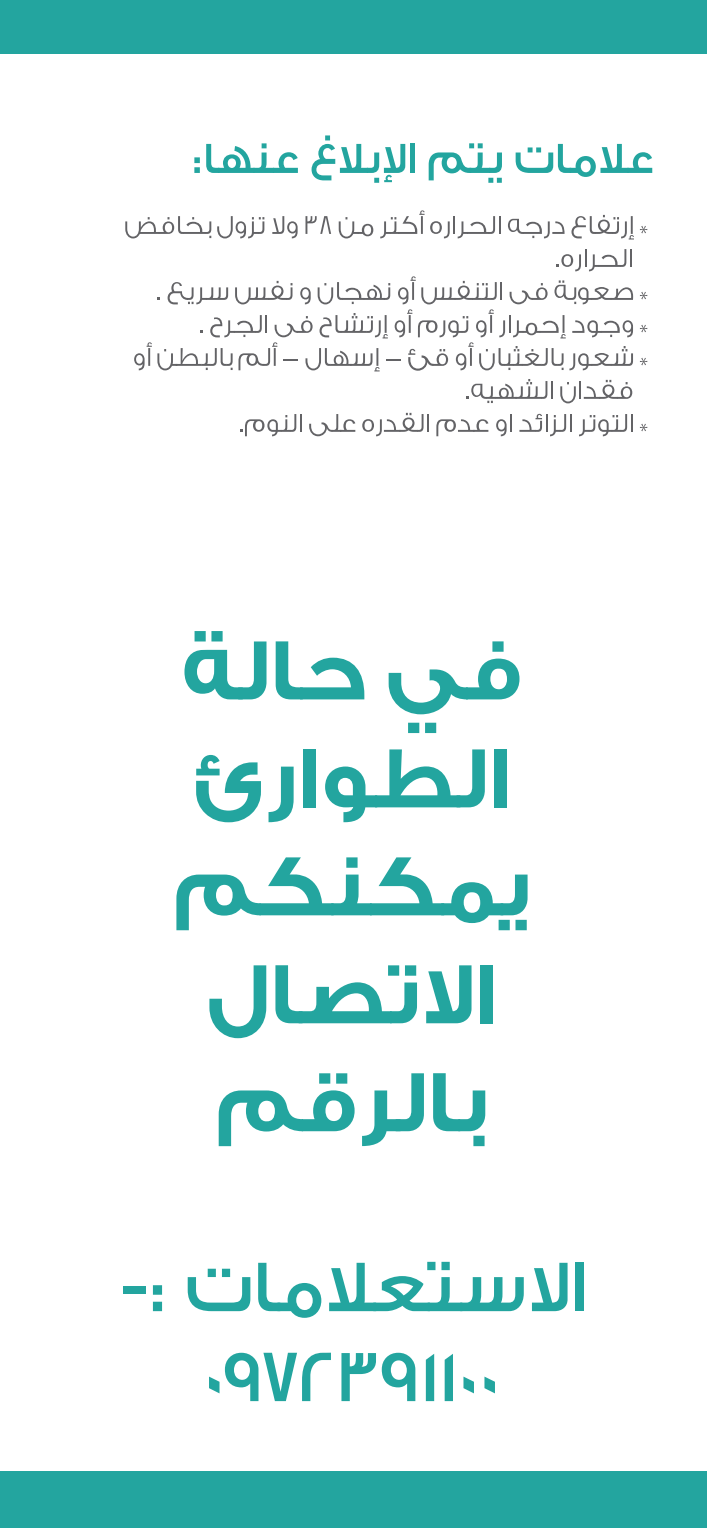 علامات يتم الإبلاغ عنها:
* إرتفاع درجه الحراره أكتر من ٣٨ ولا تزول بخافض
الحراره.
* صعوبة فى التنفس أو نهجان و نفس سريع .
* وجود إحمرار أو تورم أو إرتشاح فى الجرح .
* شعور بالغثبان أو قئ – إسهال – ألم بالبطن أو
فقدان الشهيه.
* التوتر الزائد او عدم القدره على النوم.
في حالة
الطوارئ
يمكنكم
الاتصال
بالرقم
الاستعلامات :-
٠٩٧٢٣٩١١٠٠